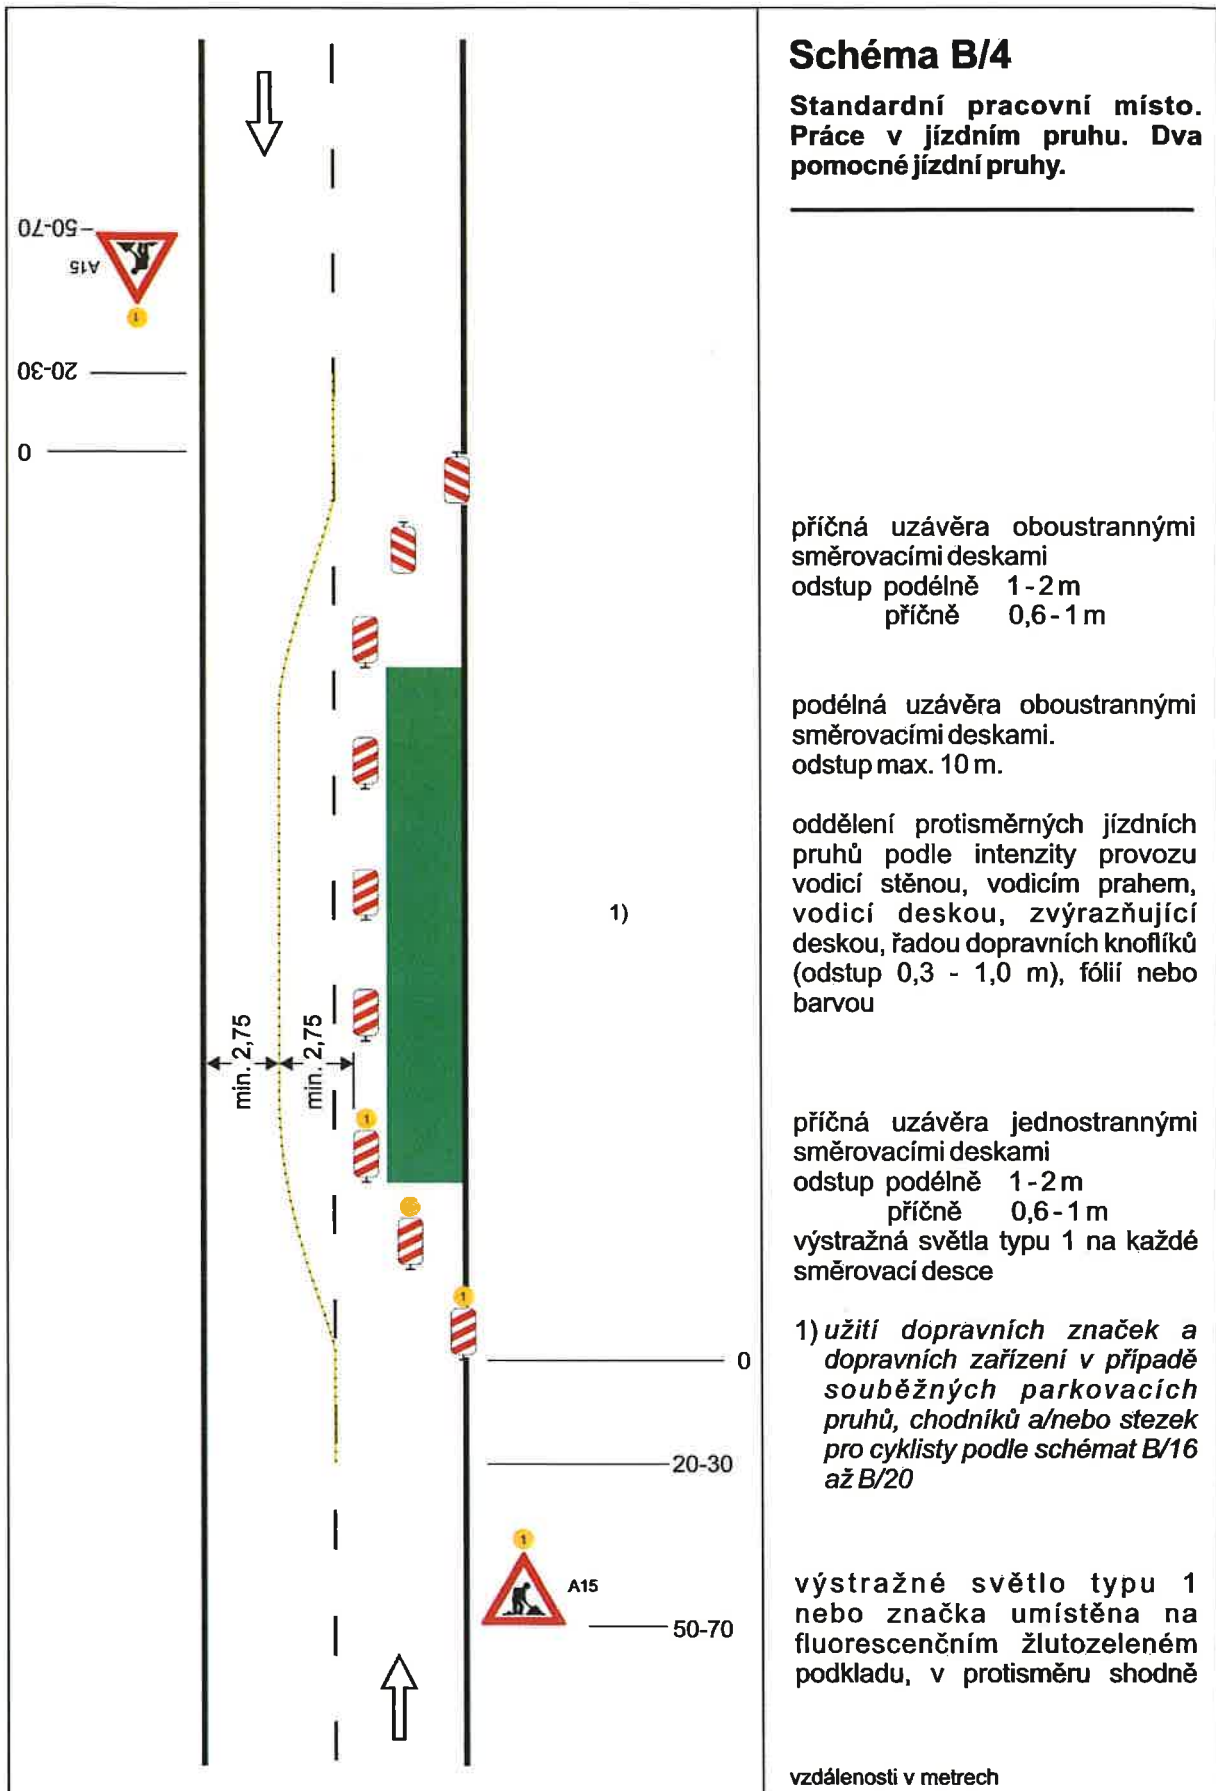 Schéma B/4
Standardní pracovní místo.
Práce v jízdním pruhu. Dva
pomocné jízdní pruhy.
50-70
A15
1
20-30
0
příčná uzávěra oboustrannými
směrovacími deskami
odstup podélně 1-2 m
příčně 0,6-1 m
podélná uzávěra oboustrannými
směrovacími deskami.
odstup max. 10 m.
oddělení protisměrných jízdních
pruhů podle intenzity provozu
vodicí stěnou, vodicím prahem,
vodicí deskou, zvýrazňující
deskou, řadou dopravních knoflíků
(odstup 0,3 - 1,0 m), fólií nebo
barvou
1)
min. 2,75
min. 2,75
1
příčná uzávěra jednostrannými
směrovacími deskami
odstup podélně 1-2 m
příčně 0,6-1 m
výstražná světla typu 1 na každé
směrovací desce
1
0
1) užití dopravních značek a
dopravních zařízení v případě
souběžných parkovacích
pruhů, chodníků a/nebo stezek
pro cyklisty podle schémat B/16
až B/20
20-30
1
A15
50-70
výstražné světlo typu 1
nebo značka umístěna na
fluorescenčním žlutozeleném
podkladu, v protisměru shodně
vzdálenosti v metrech